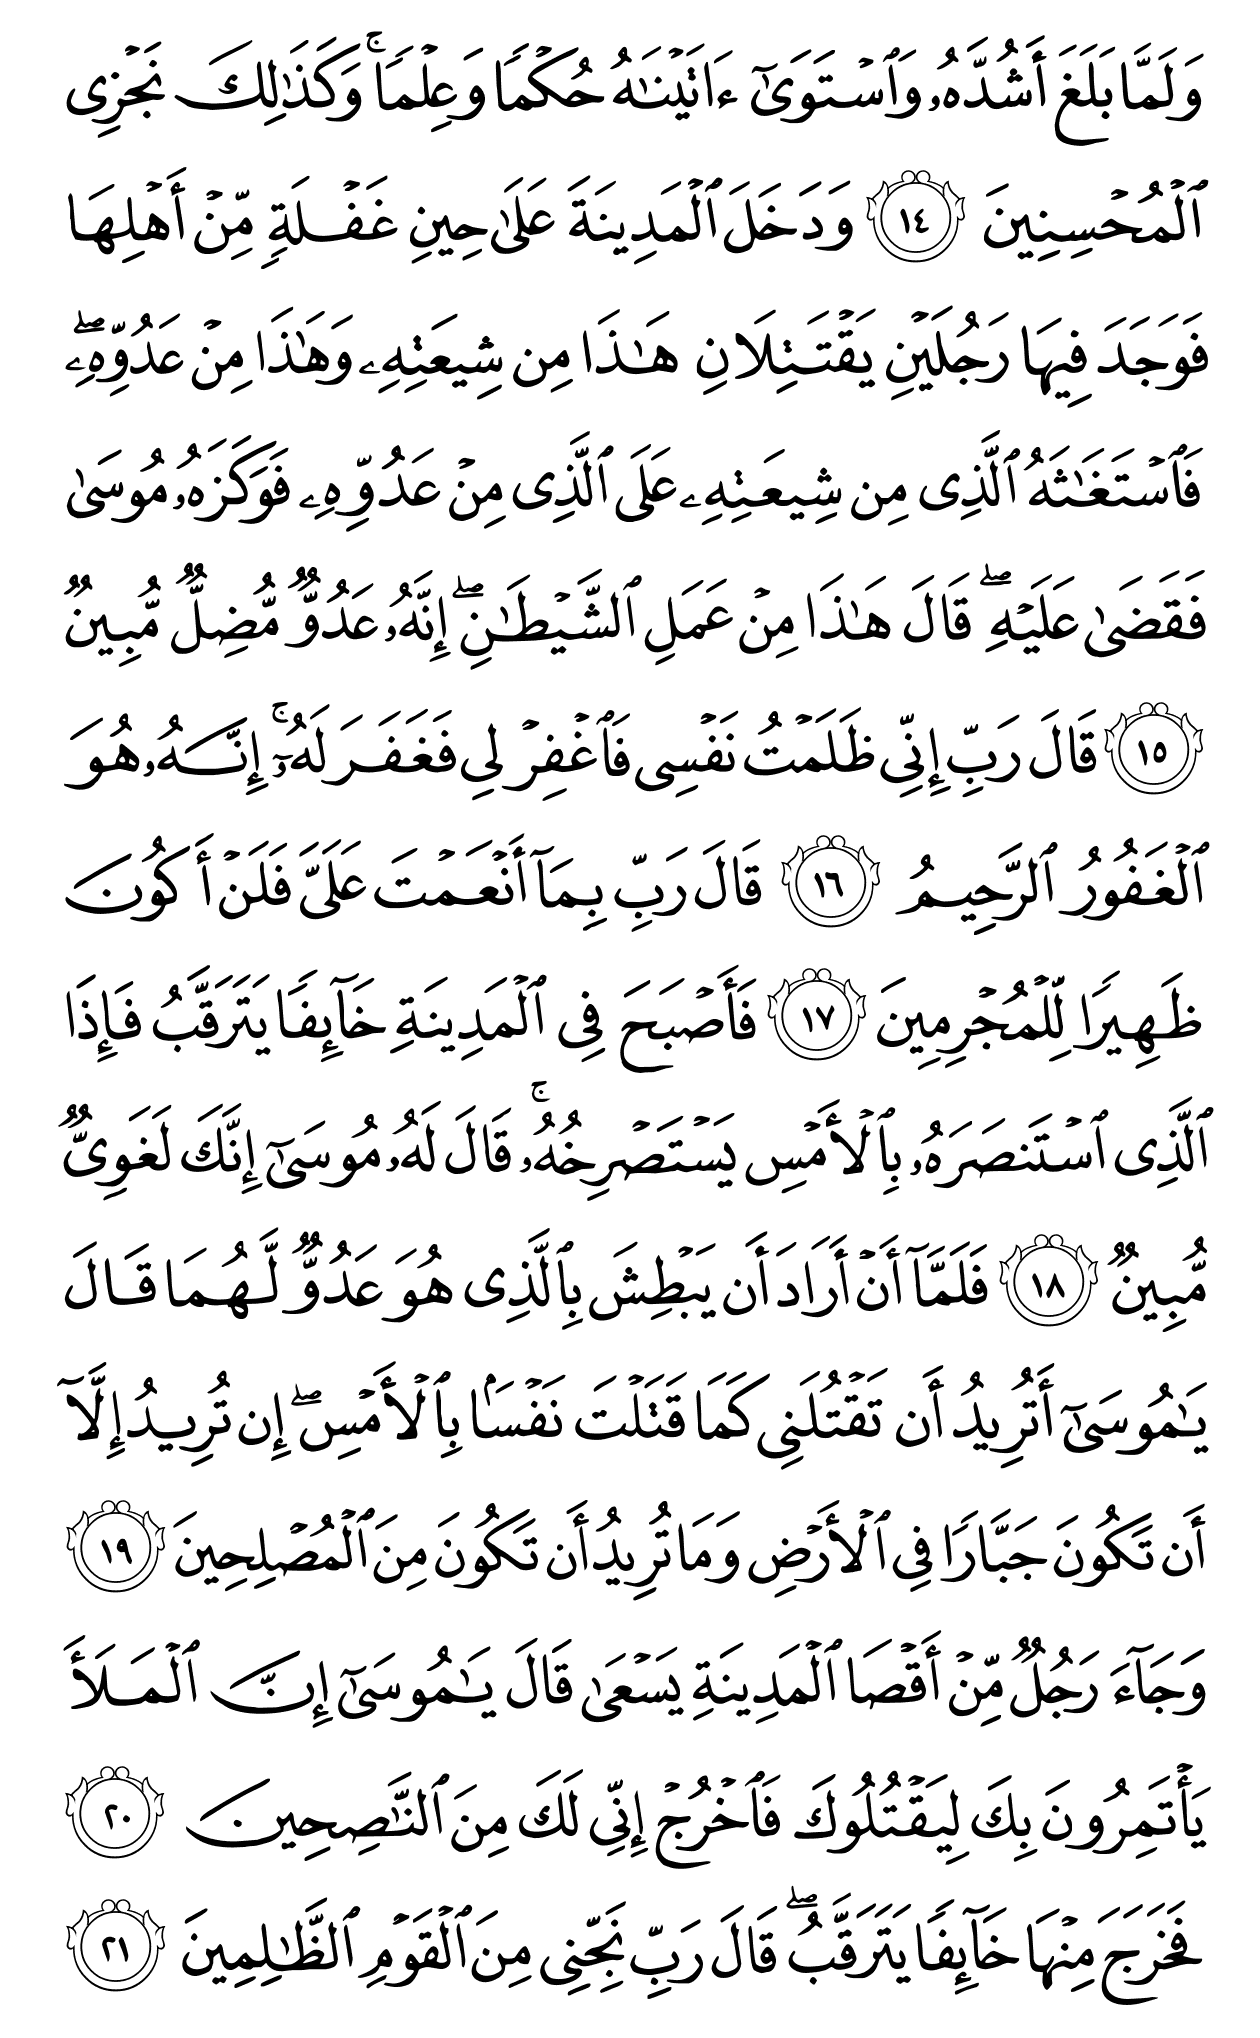 وَلَمَّا بَلَغَ أَشُدَّهُۥ وَٱسۡتَوَىٰٓ ءَاتَيۡنَٰهُ حُكۡمٗا وَعِلۡمٗاۚ وَكَذَٰلِكَ نَجۡزِي
ٱلۡمُحۡسِنِينَ ١٤ وَدَخَلَ ٱلۡمَدِينَةَ عَلَىٰ حِينِ غَفۡلَةٖ مِّنۡ أَهۡلِهَا
فَوَجَدَ فِيهَا رَجُلَيۡنِ يَقۡتَتِلَانِ هَٰذَا مِن شِيعَتِهِۦ وَهَٰذَا مِنۡ عَدُوِّهِۦۖ
فَٱسۡتَغَٰثَهُ ٱلَّذِي مِن شِيعَتِهِۦ عَلَى ٱلَّذِي مِنۡ عَدُوِّهِۦ فَوَكَزَهُۥ مُوسَىٰ
فَقَضَىٰ عَلَيۡهِۖ قَالَ هَٰذَا مِنۡ عَمَلِ ٱلشَّيۡطَٰنِۖ إِنَّهُۥ عَدُوّٞ مُّضِلّٞ مُّبِينٞ
١٥ قَالَ رَبِّ إِنِّي ظَلَمۡتُ نَفۡسِي فَٱغۡفِرۡ لِي فَغَفَرَ لَهُۥٓۚ إِنَّهُۥ هُوَ
ٱلۡغَفُورُ ٱلرَّحِيمُ ١٦ قَالَ رَبِّ بِمَآ أَنۡعَمۡتَ عَلَيَّ فَلَنۡ أَكُونَ
ظَهِيرٗا لِّلۡمُجۡرِمِينَ ١٧ فَأَصۡبَحَ فِي ٱلۡمَدِينَةِ خَآئِفٗا يَتَرَقَّبُ فَإِذَا
ٱلَّذِي ٱسۡتَنصَرَهُۥ بِٱلۡأَمۡسِ يَسۡتَصۡرِخُهُۥۚ قَالَ لَهُۥ مُوسَىٰٓ إِنَّكَ لَغَوِيّٞ
مُّبِينٞ ١٨ فَلَمَّآ أَنۡ أَرَادَ أَن يَبۡطِشَ بِٱلَّذِي هُوَ عَدُوّٞ لَّهُمَا قَالَ
يَٰمُوسَىٰٓ أَتُرِيدُ أَن تَقۡتُلَنِي كَمَا قَتَلۡتَ نَفۡسَۢا بِٱلۡأَمۡسِۖ إِن تُرِيدُ إِلَّآ
أَن تَكُونَ جَبَّارٗا فِي ٱلۡأَرۡضِ وَمَا تُرِيدُ أَن تَكُونَ مِنَ ٱلۡمُصۡلِحِينَ ١٩
وَجَآءَ رَجُلٞ مِّنۡ أَقۡصَا ٱلۡمَدِينَةِ يَسۡعَىٰ قَالَ يَٰمُوسَىٰٓ إِنَّ ٱلۡمَلَأَ
يَأۡتَمِرُونَ بِكَ لِيَقۡتُلُوكَ فَٱخۡرُجۡ إِنِّي لَكَ مِنَ ٱلنَّٰصِحِينَ ٢٠
فَخَرَجَ مِنۡهَا خَآئِفٗا يَتَرَقَّبُۖ قَالَ رَبِّ نَجِّنِي مِنَ ٱلۡقَوۡمِ ٱلظَّٰلِمِينَ ٢١